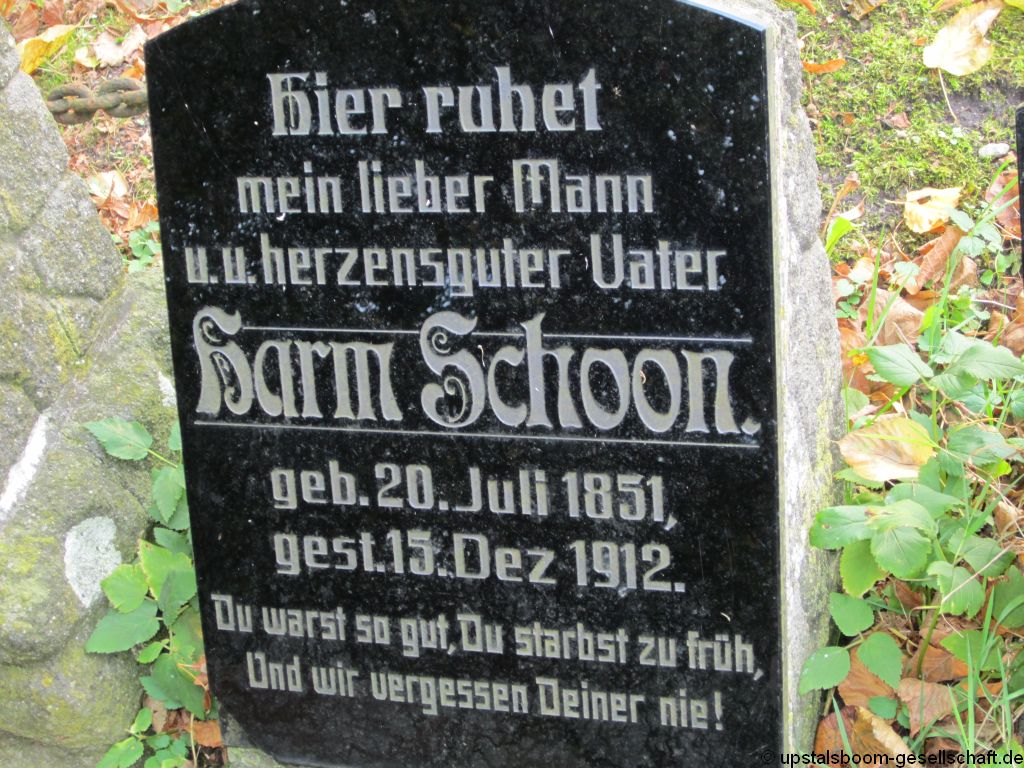 Hier ruhet
mein lieber Mann
u. u. herzensguter Vater
Harm Schoon.
geb. 20. Juli 1851,
gest. 15. Dez 1912.
Du warst so gut, Du starbst zu früh,
Und wir vergessen Deiner nie!
© upstalsboom-gesellschaft.de